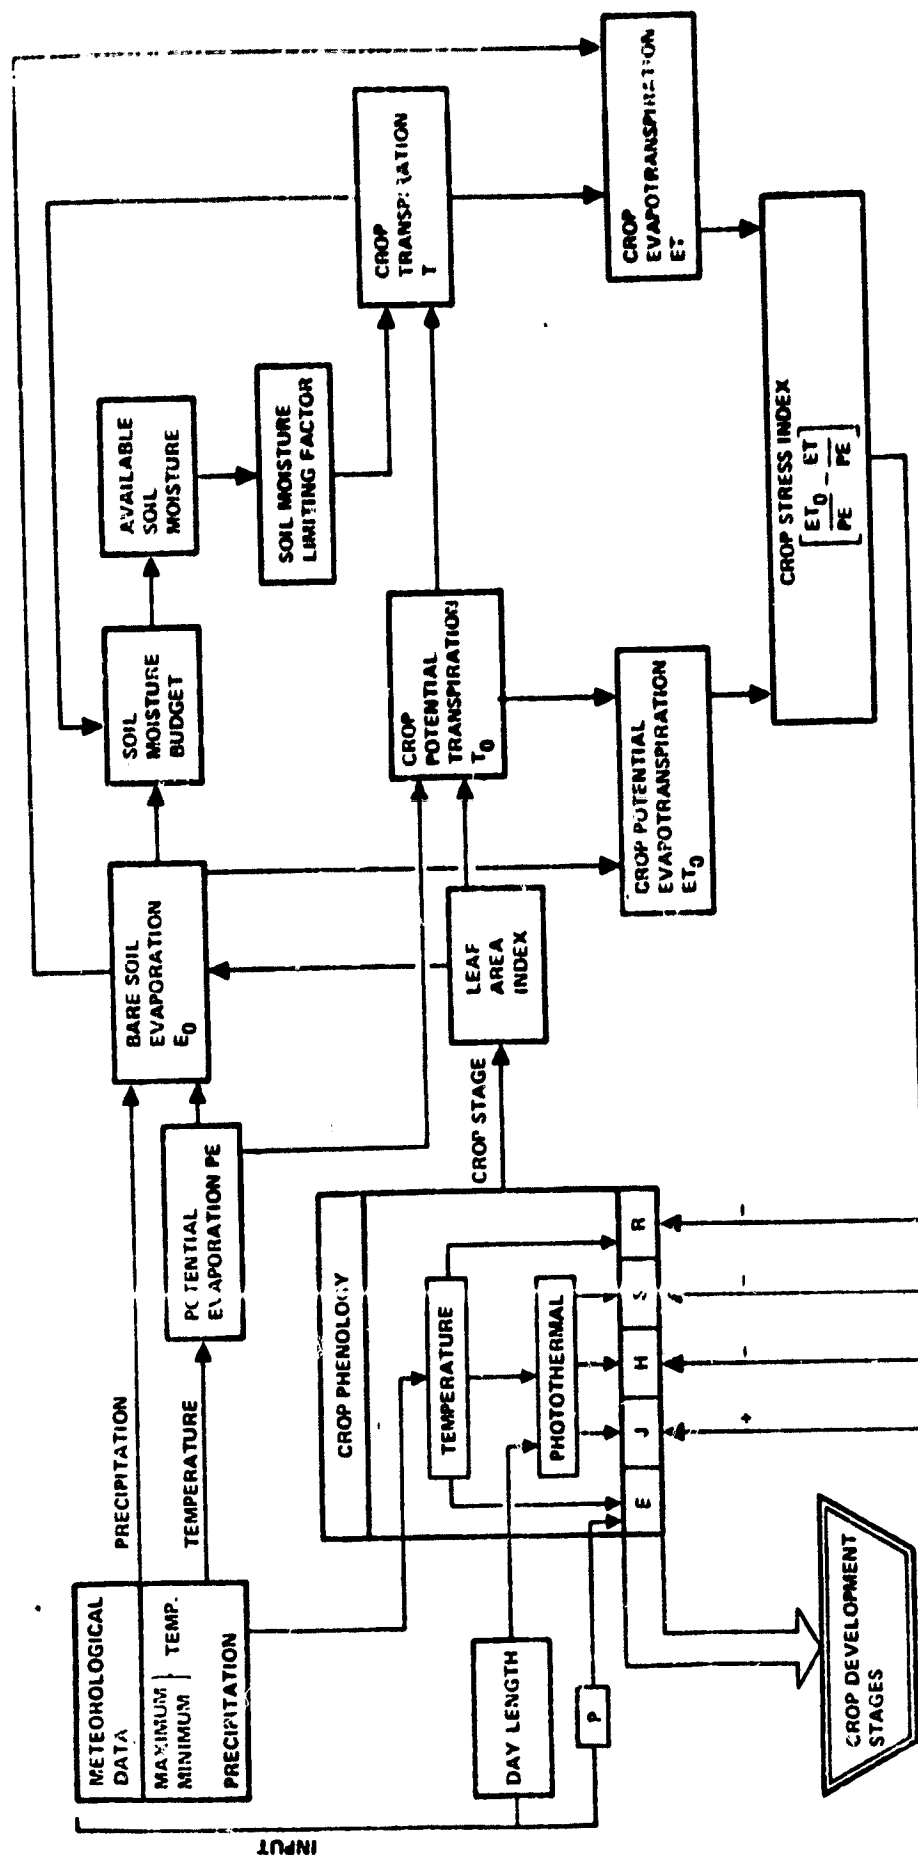 INPUT
METEOROLOGICAL
DATA
MAXIMUM
MINIMUM
TEMP.
PRECIPITATION
DAY LENGTH
P
PRECIPITATION
TEMPERATURE
POTENTIAL
EVAPORATION PE
BARE SOIL
EVAPORATION
E0
SOIL
MOISTURE
BUDGET
AVAILABLE
SOIL
MOISTURE
SOIL MOISTURE
LIMITING FACTOR
CROP
TRANSPIRATION
T
CROP PHENOLOGY
TEMPERATURE
PHOTOTHERMAL
E J H S R
CROP STAGE
LEAF
AREA
INDEX
CROP
POTENTIAL
TRANSPIRATION
T0
CROP POTENTIAL
EVAPOTRANSPIRATION
ET0
CROP
EVAPOTRANSPIRATION
ET
CROP STRESS INDEX
[ET0/PE - ET/PE]
+ - - -
CROP DEVELOPMENT
STAGES